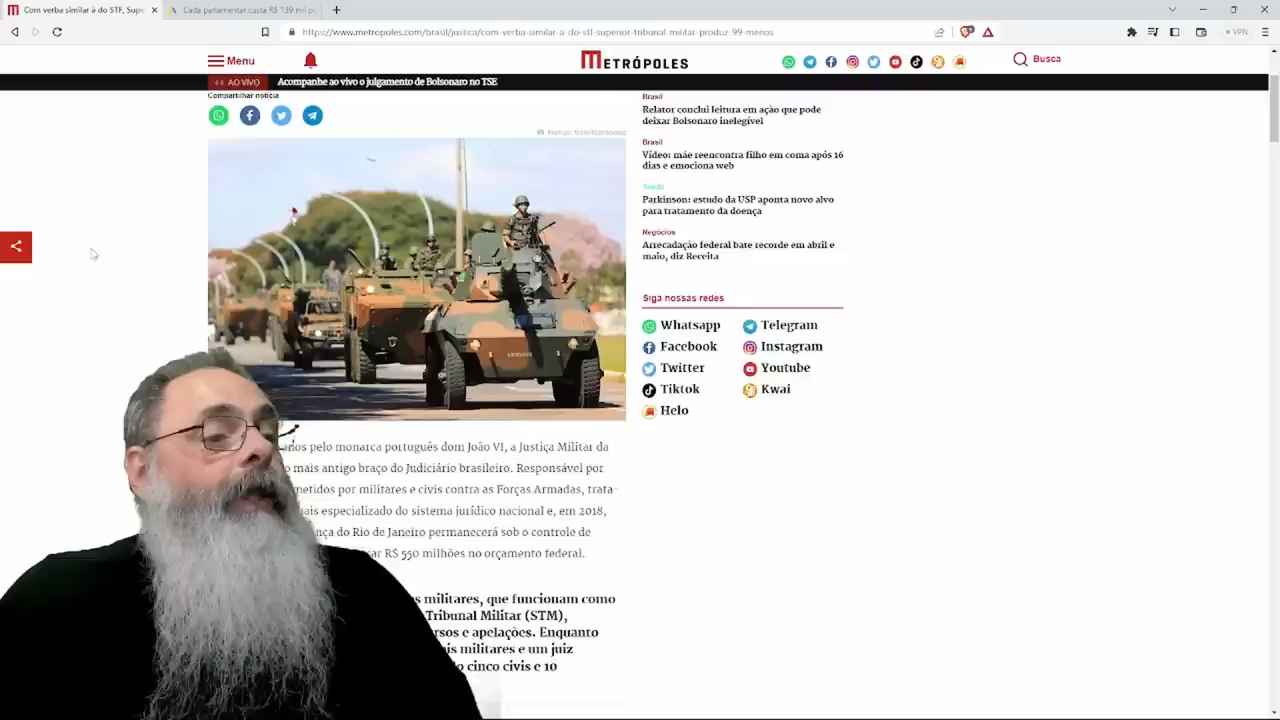 Com verba similar à do STF, Supe
Cada parlamentar custa R$ 139 mil po
https://www.metropoles.com/brasil/justica/com-verba-similar-a-do-stf-superior-tribunal-militar-produz-99-menos
VPN
Menu
METRÓPOLES
Busca
AO VIVO
Acompanhe ao vivo o julgamento de Bolsonaro no TSE
Compartilhar notícia
Brasil
Relator conclui leitura em ação que pode
deixar Bolsonaro inelegível
Brasil
Vídeo: mãe reencontra filho em coma após 16
dias e emociona web
Saúde
Parkinson: estudo da USP aponta novo alvo
para tratamento da doença
Negócios
Arrecadação federal bate recorde em abril e
maio, diz Receita
Siga nossas redes
Whatsapp
Telegram
Facebook
Instagram
Twitter
Youtube
Tiktok
Kwai
Helo
anos pelo monarca português dom João VI, a Justiça Militar da
o mais antigo braço do Judiciário brasileiro. Responsável por
metidos por militares e civis contra as Forças Armadas, trata-
ais especializado do sistema jurídico nacional e, em 2018,
nça do Rio de Janeiro permanecerá sob o controle de
ar R$ 550 milhões no orçamento federal.
s militares, que funcionam como
Tribunal Militar (STM),
rsos e apelações. Enquanto
is militares e um juiz
o cinco civis e 10